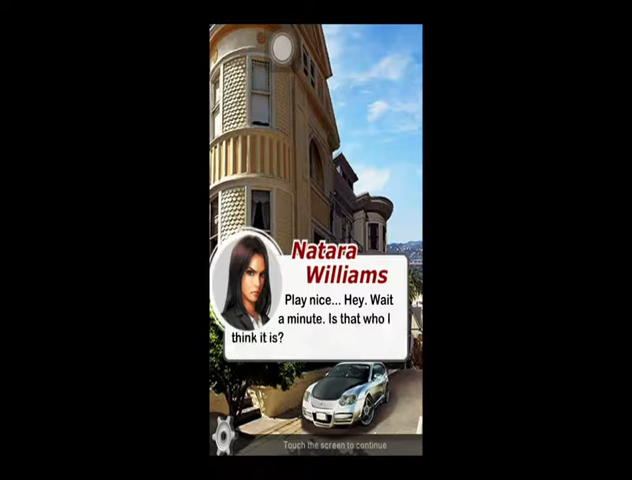 Natara
Williams
Play nice... Hey. Wait
a minute. Is that who I
think it is?
Touch the screen to continue